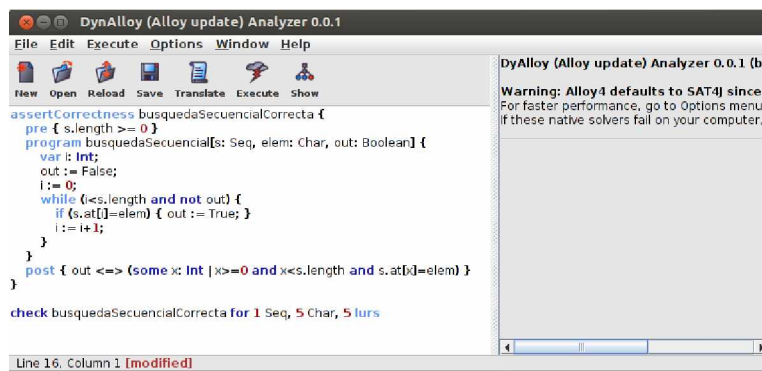 DynAlloy (Alloy update) Analyzer 0.0.1
File Edit Execute Options Window Help
New Open Reload Save Translate Execute Show
assertCorrectness busquedaSecuencialCorrecta {
pre { s.length >= 0 }
program busquedaSecuencial[s: Seq, elem: Char, out: Boolean] {
var i: Int;
out := False;
i := 0;
while (i<s.length and not out) {
if (s.at[i]=elem) { out := True; }
i := i+1;
}
}
post { out <=> (some x: Int | x>=0 and x<s.length and s.at[x]=elem) }
}
check busquedaSecuencialCorrecta for 1 Seq, 5 Char, 5 lurs
DyAlloy (Alloy update) Analyzer 0.0.1 (b
Warning: Alloy4 defaults to SAT4J since
For faster performance, go to Options menu
If these native solvers fail on your computer,
Line 16, Column 1 [modified]